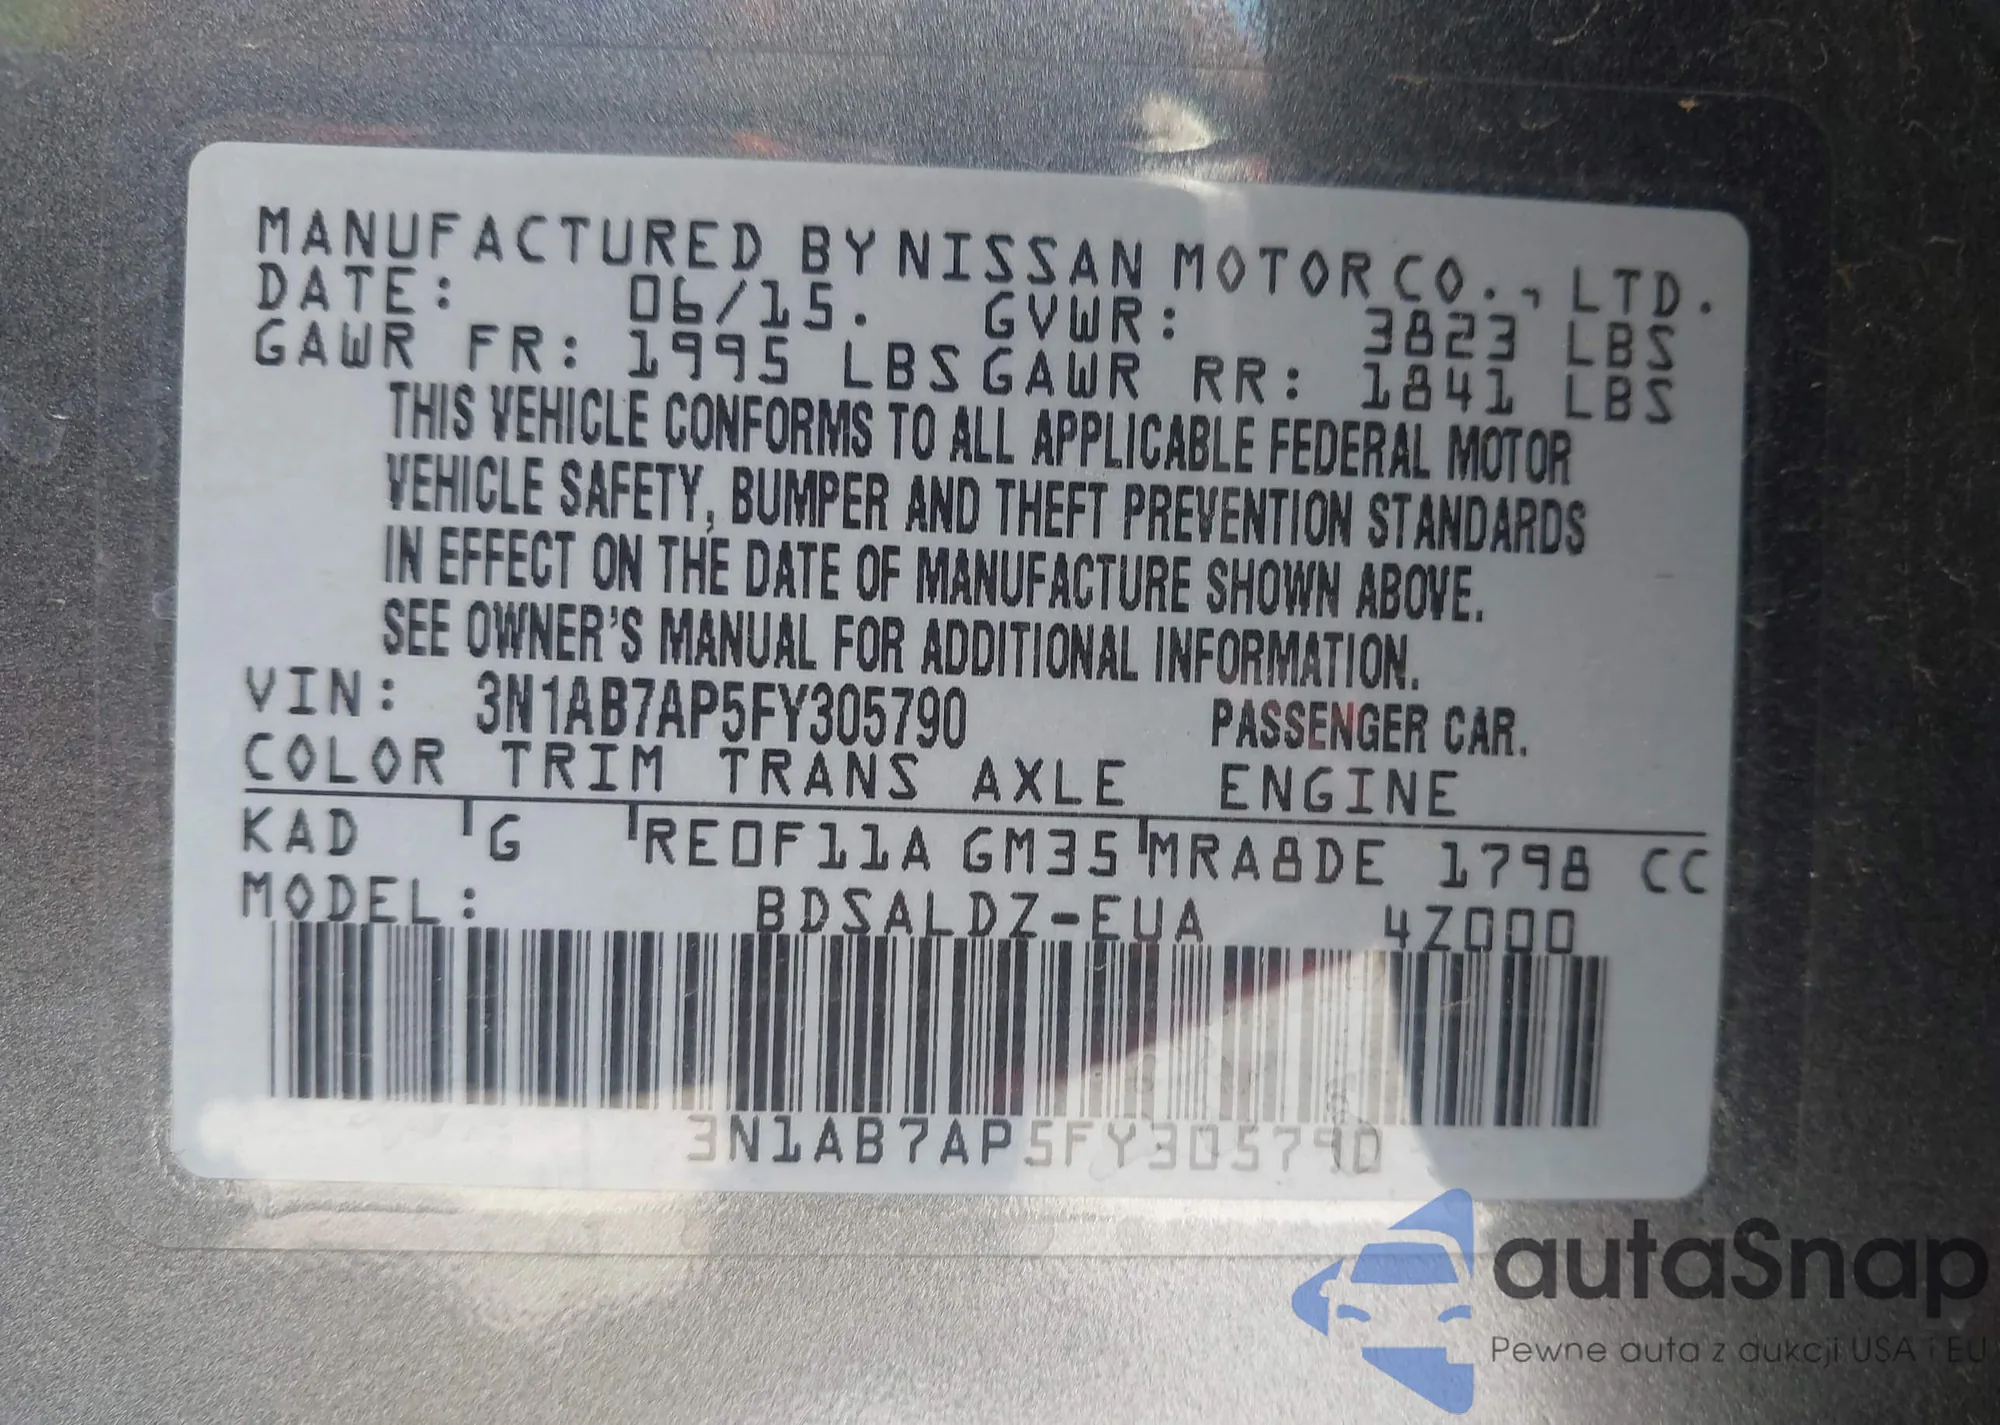 MANUFACTURED BY NISSAN MOTOR CO., LTD.
DATE: 06/15. GVWR: 3823 LBS
GAWR FR: 1995 LBS GAWR RR: 1841 LBS
THIS VEHICLE CONFORMS TO ALL APPLICABLE FEDERAL MOTOR
VEHICLE SAFETY, BUMPER AND THEFT PREVENTION STANDARDS
IN EFFECT ON THE DATE OF MANUFACTURE SHOWN ABOVE.
SEE OWNER'S MANUAL FOR ADDITIONAL INFORMATION.
VIN: 3N1AB7AP5FY305790 PASSENGER CAR.
COLOR TRIM TRANS AXLE ENGINE
KAD G RE0F11A GM35 MRA8DE 1798 CC
MODEL: BDSALDZ-EUA 4Z000
3N1AB7AP5FY305790
autaSnap
Pewne auta z aukcji USA i EU